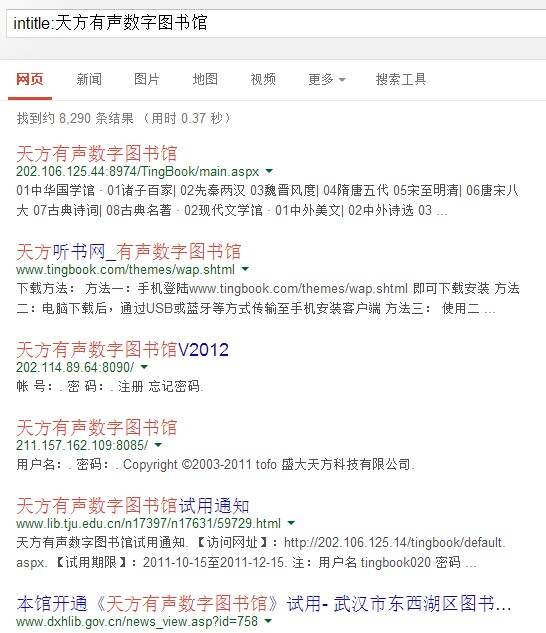 intitle:天方有声数字图书馆
网页 新闻 图片 地图 视频 更多 搜索工具
找到约 8,290 条结果 （用时 0.37 秒）
天方有声数字图书馆
202.106.125.44:8974/TingBook/main.aspx
01中华国学馆 · 01诸子百家| 02先秦两汉 03魏晋风度| 04隋唐五代 05宋至明清| 06唐宋八
大 07古典诗词| 08古典名著 · 02现代文学馆 · 01中外美文| 02中外诗选 03 ...
天方听书网_有声数字图书馆
www.tingbook.com/themes/wap.shtml
下载方法： 方法一：手机登陆www.tingbook.com/themes/wap.shtml 即可下载安装 方法
二：电脑下载后，通过USB或蓝牙等方式传输至手机安装客户端 方法三： 使用二 ...
天方有声数字图书馆V2012
202.114.89.64:8090/
帐 号：. 密 码：. 注册 忘记密码.
天方有声数字图书馆
211.157.162.109:8085/
用户名：. 密码：. Copyright ©2003-2011 tofo 盛大天方科技有限公司.
天方有声数字图书馆试用通知
www.lib.tju.edu.cn/n17397/n17631/59729.html
天方有声数字图书馆试用通知. 【访问网址】：http://202.106.125.14/tingbook/default.
aspx. 【试用期限】：2011-10-15至2011-12-15. 注：用户名 tingbook020 密码 ...
本馆开通《天方有声数字图书馆》试用- 武汉市东西湖区图书...
www.dxhlib.gov.cn/news_view.asp?id=758